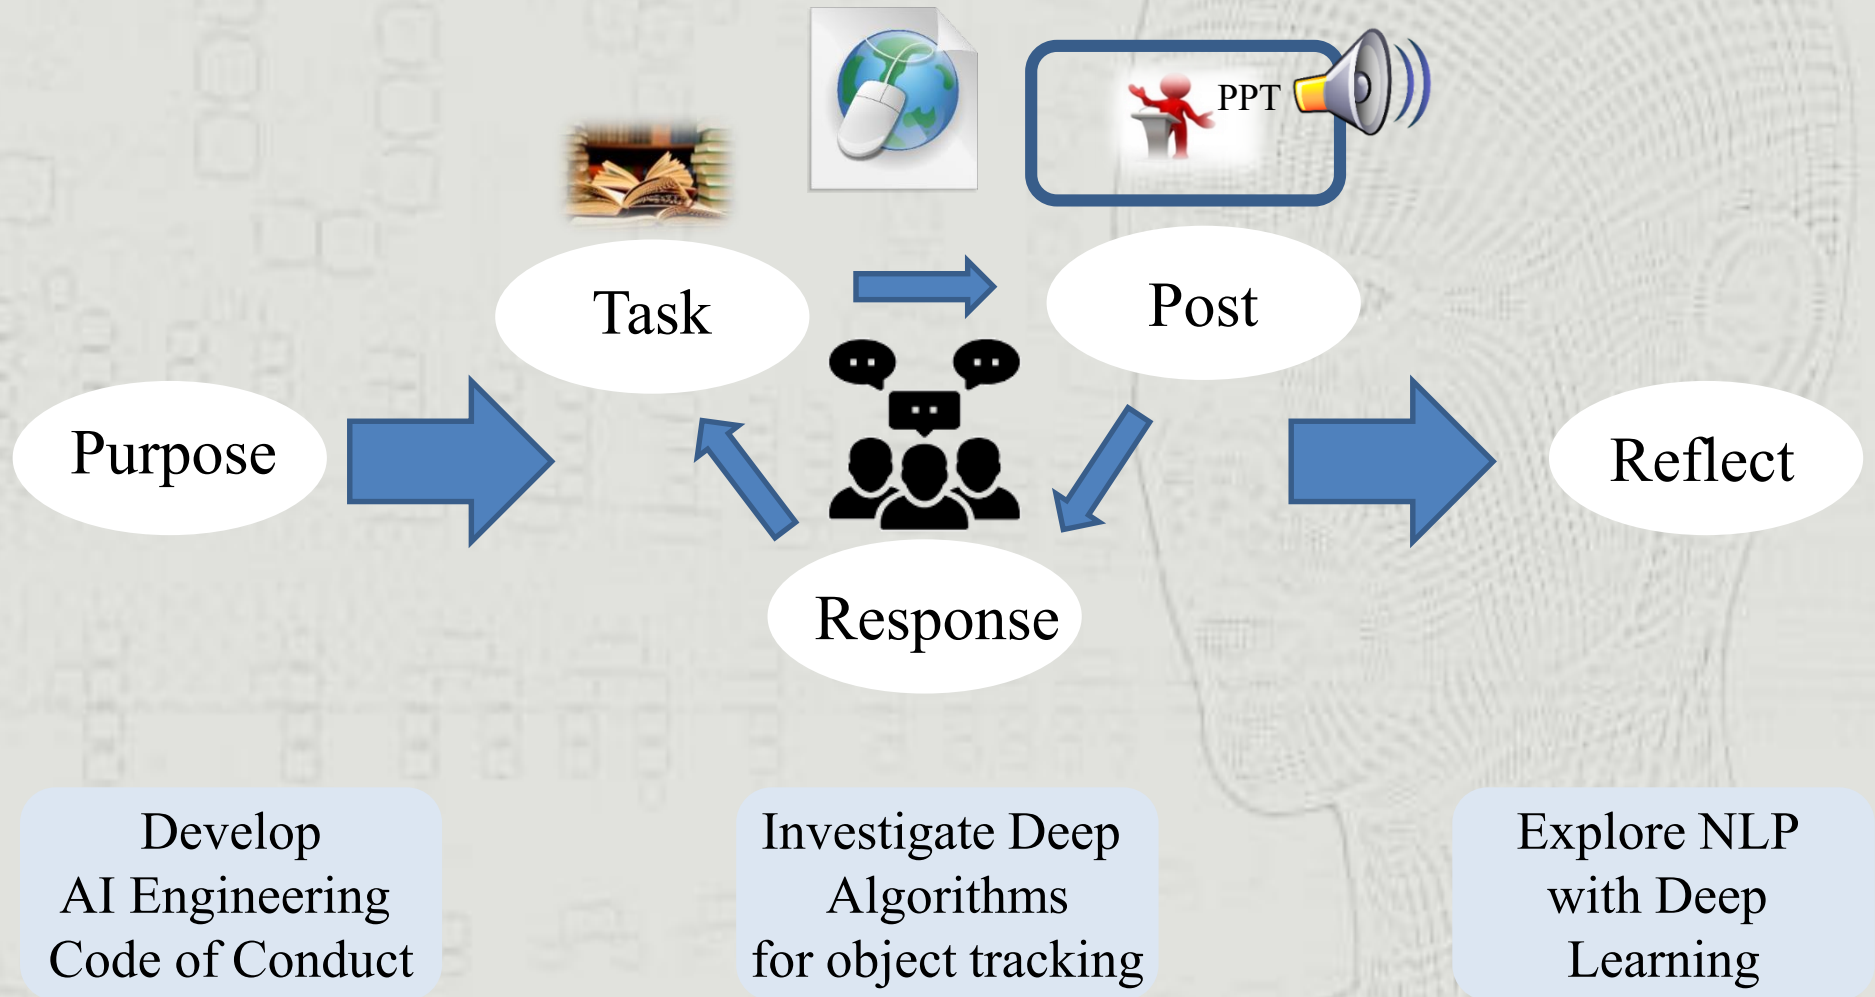 PPT
Task
Post
Purpose
Reflect
Response
Develop
AI Engineering
Code of Conduct
Investigate Deep
Algorithms
for object tracking
Explore NLP
with Deep
Learning